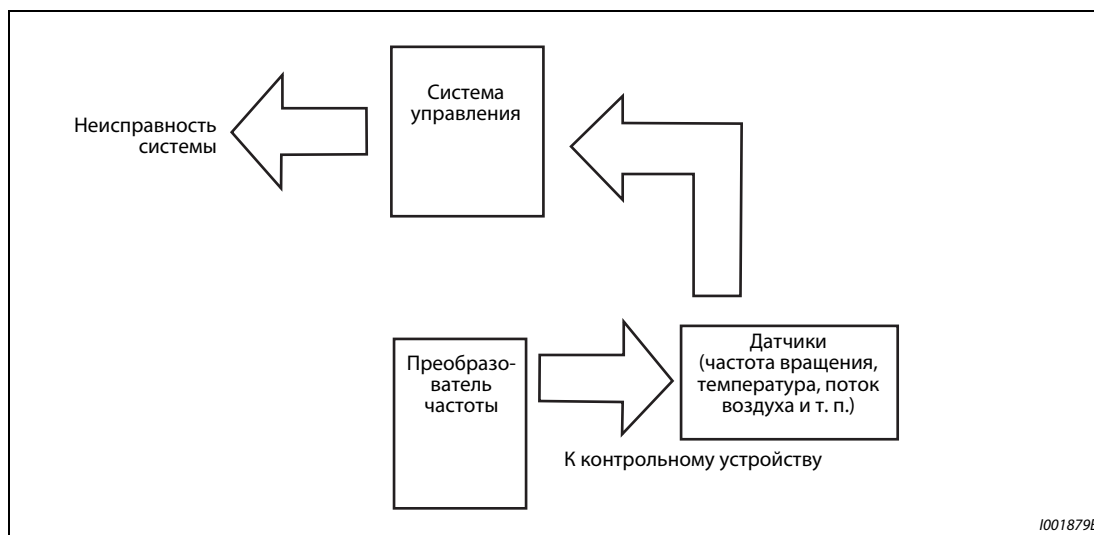 Система
управления
Неисправность
системы
Преобразо-
ватель
частоты
Датчики
(частота вращения,
температура, поток
воздуха и т. п.)
К контрольному устройству
I001879E